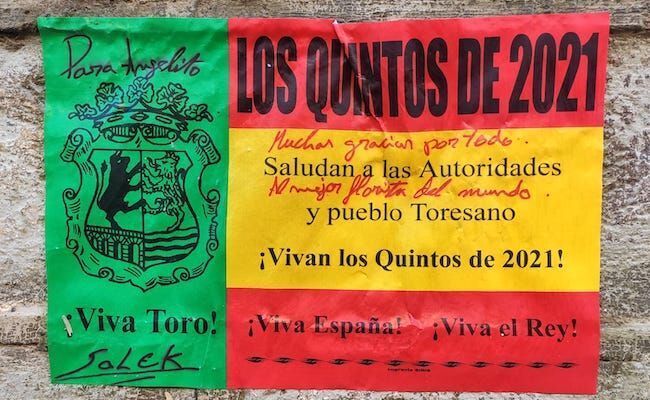 Para Angelito
¡Viva Toro!
Salek
LOS QUINTOS DE 2021
Muchas gracias por todo.
Saludan a las Autoridades
Al mejor florista del mundo.
y pueblo Toresano
¡Vivan los Quintos de 2021!
¡Viva España! ¡Viva el Rey!